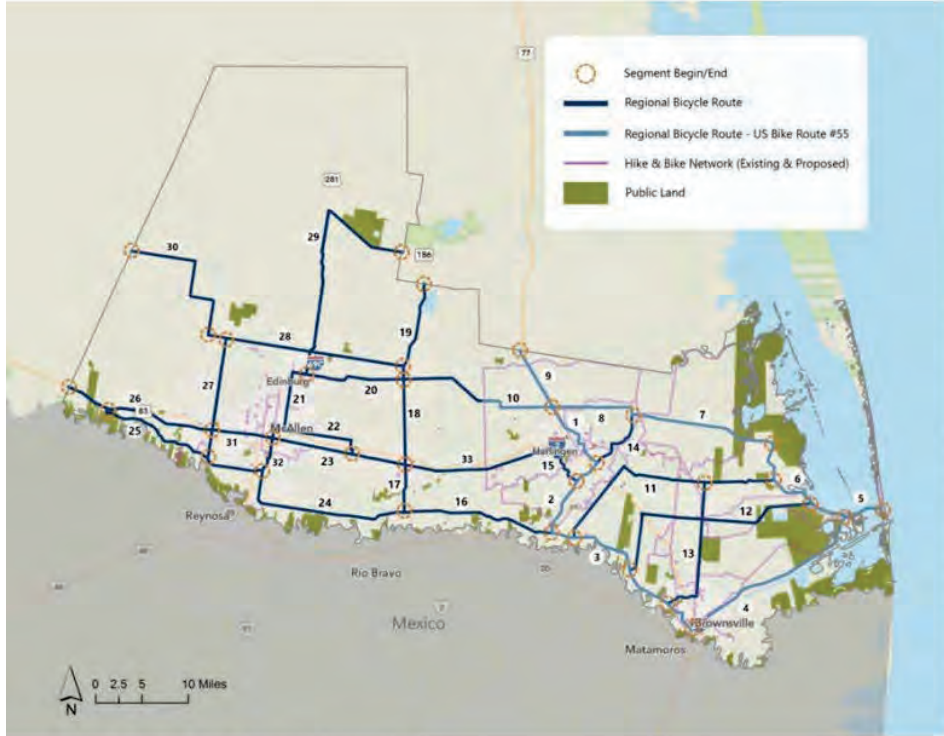 77
Segment Begin/End
Regional Bicycle Route
Regional Bicycle Route - US Bike Route #55
Hike & Bike Network (Existing & Proposed)
Public Land
281
29
30
186
19
28
9
27
Edinburg
20
21
10
26
83
18
1
8
7
25
McAllen
22
31
23
33
Harlingen
14
32
15
17
11
6
24
16
2
12
5
Reynosa
3
13
Rio Bravo
4
Mexico
Brownsville
Matamoros
0 2.5 5 10 Miles
N